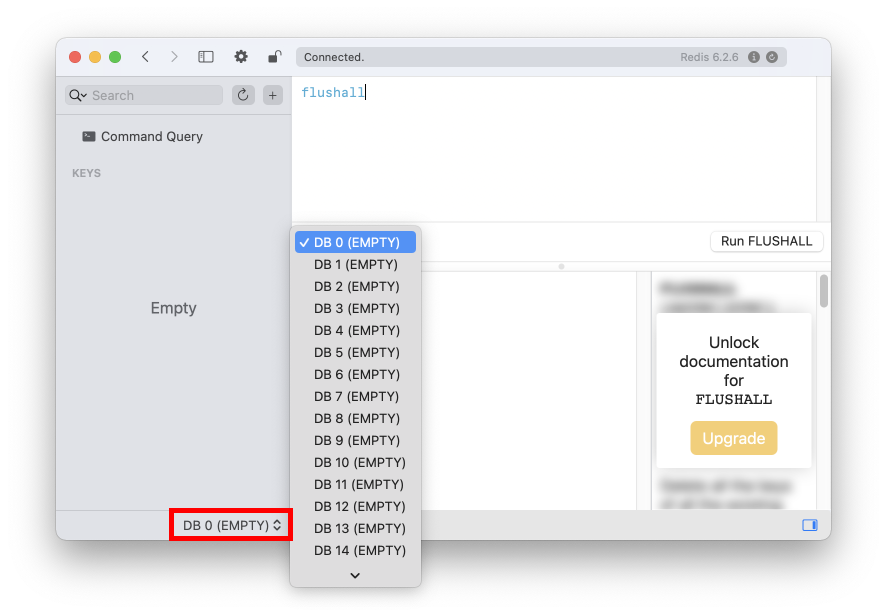 Connected.
Redis 6.2.6
Search
flushall
Command Query
KEYS
Empty
Run FLUSHALL
DB 0 (EMPTY)
DB 1 (EMPTY)
DB 2 (EMPTY)
DB 3 (EMPTY)
DB 4 (EMPTY)
DB 5 (EMPTY)
DB 6 (EMPTY)
DB 7 (EMPTY)
DB 8 (EMPTY)
DB 9 (EMPTY)
DB 10 (EMPTY)
DB 11 (EMPTY)
DB 12 (EMPTY)
DB 13 (EMPTY)
DB 14 (EMPTY)
Unlock
documentation
for
FLUSHALL
Upgrade
DB 0 (EMPTY)